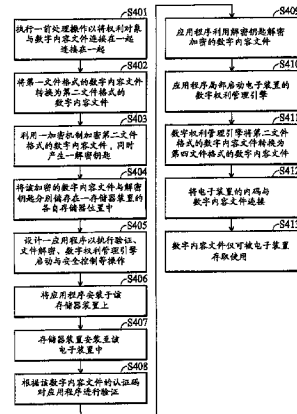 S401
执行一前处理操作以将权利对象
与数字内容文件连接在一起
连接在一起
S402
将第一文件格式的数字内容文件
转换为第二文件格式的
数字内容文件
S403
利用一加密机制加密第二文件
格式的数字内容文件，同时
产生一解密钥匙
S404
将该加密的数字内容文件与解密
钥匙分别储存在一存储器装置的
各自存储器位置中
S405
设计一应用程序以执行验证、
文件解密、数字权利管理引擎
启动与安全控制等操作
S406
将应用程序安装于该
存储器装置上
S407
存储器装置安装至该
电子装置中
S408
根据该数字内容文件的认证码
对应用程序进行验证
S409
应用程序利用解密钥匙解密
加密的数字内容文件
S410
应用程序局部启动电子装置的
数字权利管理引擎
S411
数字权利管理引擎将第二文件
格式的数字内容文件转换为
第四文件格式的数字内容文件
S412
将电子装置的内码与
数字内容文件连接
S413
数字内容文件仅可被电子装置
存取使用